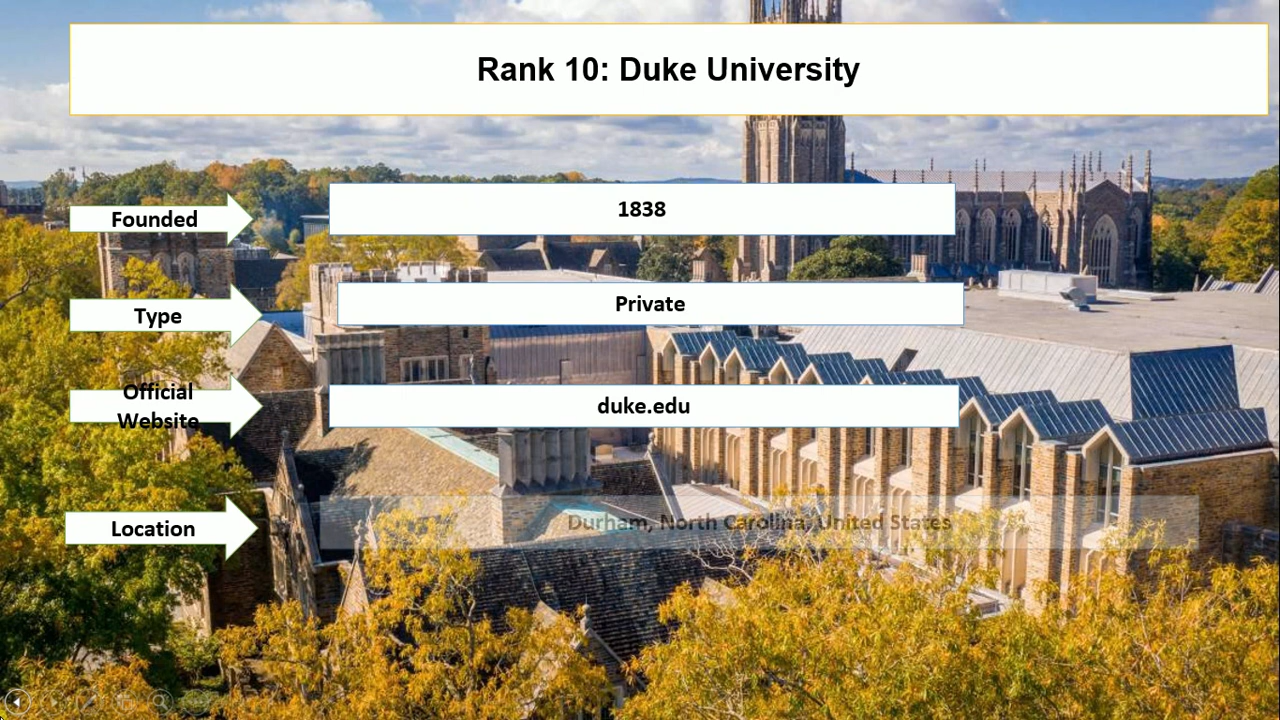 Rank 10: Duke University
Founded
1838
Type
Private
Official
Website
duke.edu
Location
Durham, North Carolina, United States